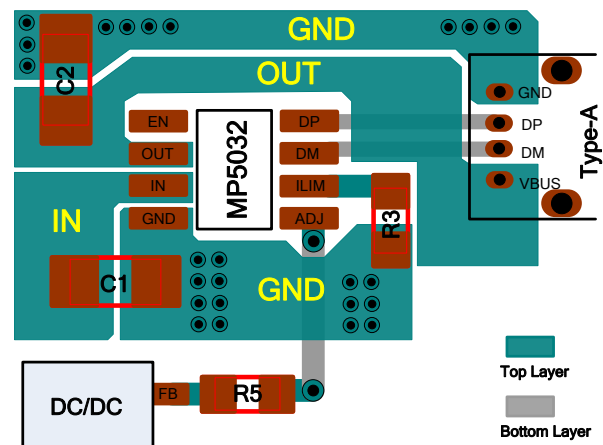 GND
C2
OUT
GND
DP
DM
VBUS
Type-A
EN
OUT
IN
GND
MP5032
DP
DM
ILIM
ADJ
IN
R3
C1
GND
DC/DC
FB
R5
Top Layer
Bottom Layer